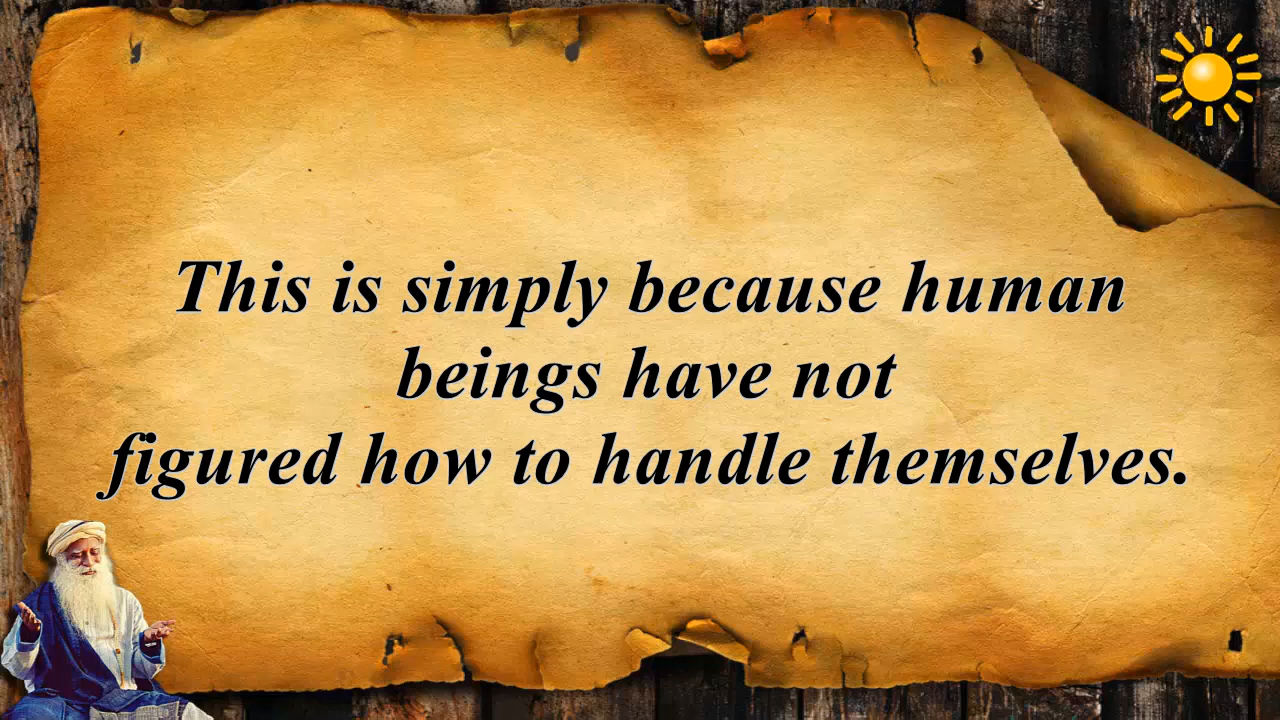 This is simply because human
beings have not
figured how to handle themselves.